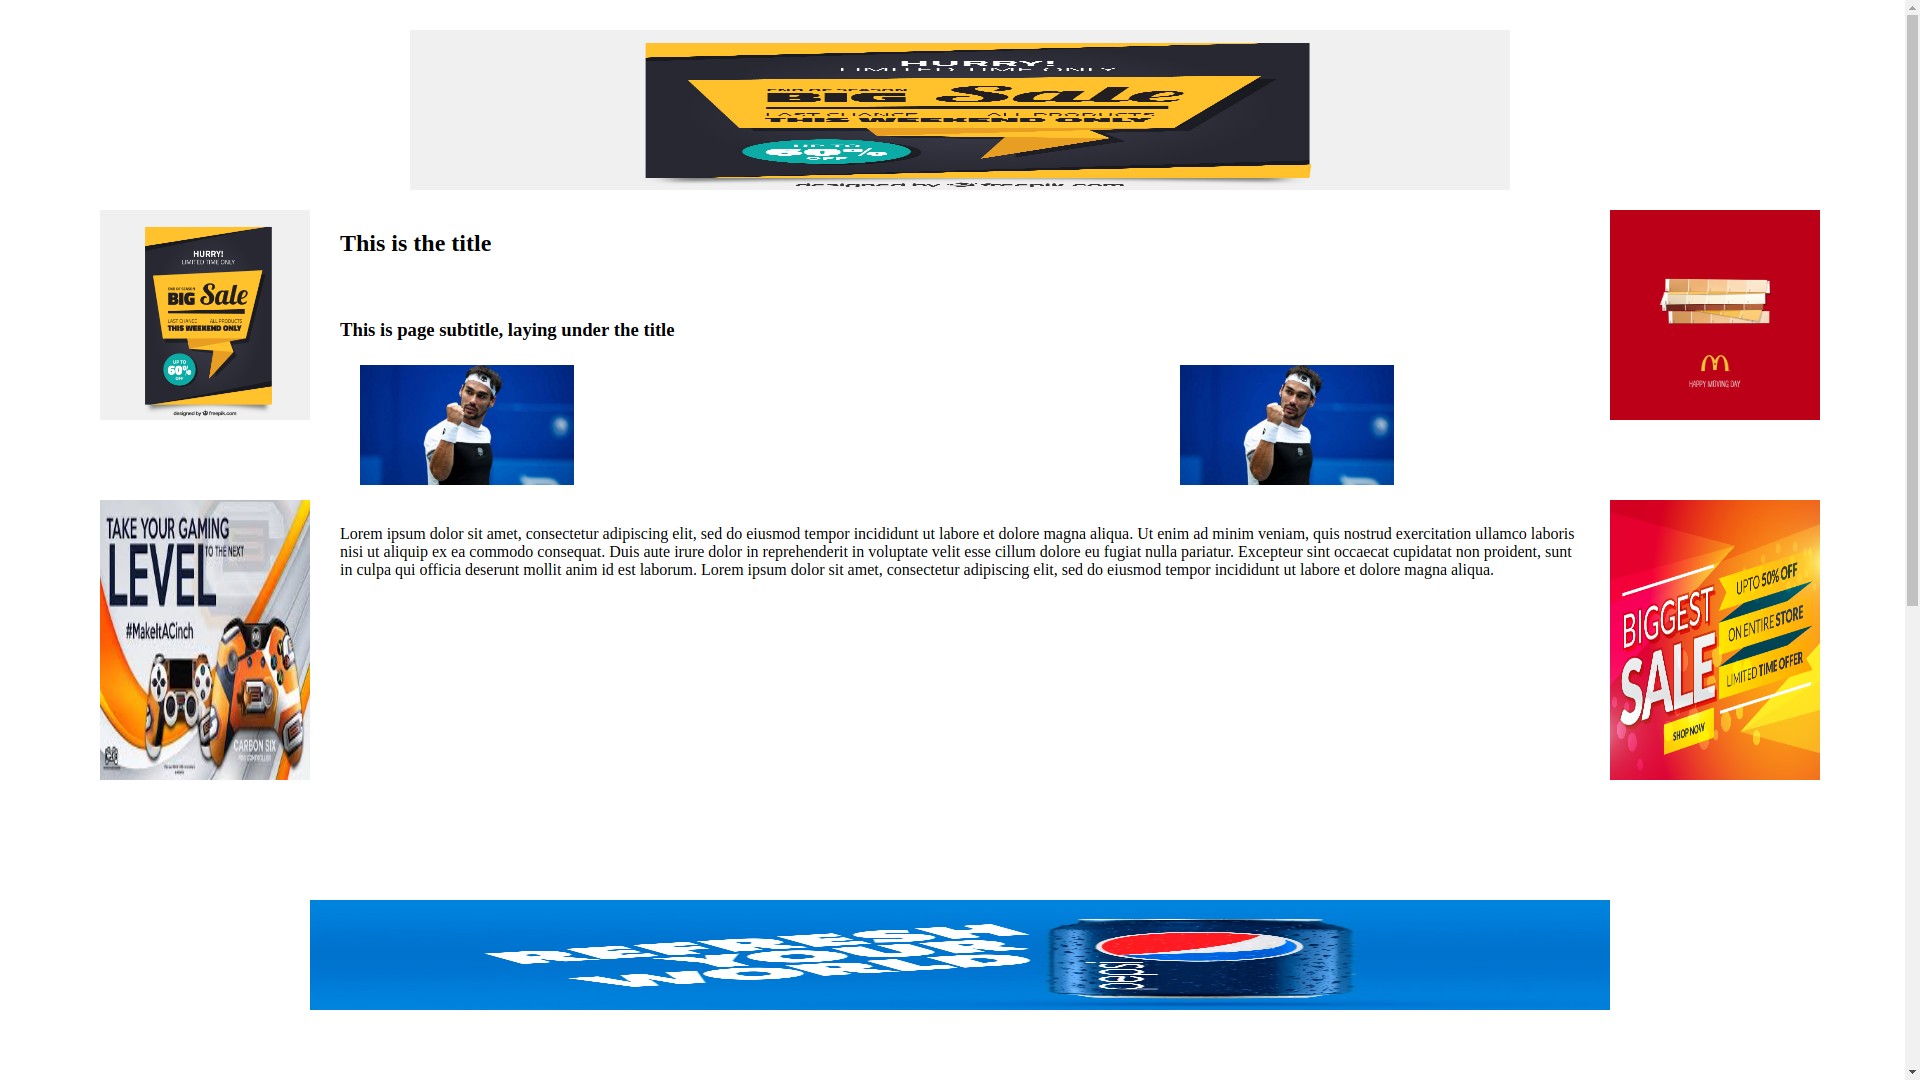 HURRY!
LIMITED TIME ONLY
END OF SEASON
BIG Sale
LAST CHANCE ALL PRODUCTS
THIS WEEKEND ONLY
UP TO
60%
OFF
designed by freepik.com
HURRY!
LIMITED TIME ONLY
END OF SEASON
BIG Sale
LAST CHANCE ALL PRODUCTS
THIS WEEKEND ONLY
UP TO
60%
OFF
designed by freepik.com
This is the title
This is page subtitle, laying under the title
HAPPY MOVING DAY
TAKE YOUR GAMING
LEVEL TO THE NEXT
#MakeItACinch
CARBON SIX
Lorem ipsum dolor sit amet, consectetur adipiscing elit, sed do eiusmod tempor incididunt ut labore et dolore magna aliqua. Ut enim ad minim veniam, quis nostrud exercitation ullamco laboris
nisi ut aliquip ex ea commodo consequat. Duis aute irure dolor in reprehenderit in voluptate velit esse cillum dolore eu fugiat nulla pariatur. Excepteur sint occaecat cupidatat non proident, sunt
in culpa qui officia deserunt mollit anim id est laborum. Lorem ipsum dolor sit amet, consectetur adipiscing elit, sed do eiusmod tempor incididunt ut labore et dolore magna aliqua.
BIGGEST
SALE
SHOP NOW
UPTO 50% OFF
ON ENTIRE STORE
LIMITED TIME OFFER
REFRESH
YOUR
WORLD
pepsi